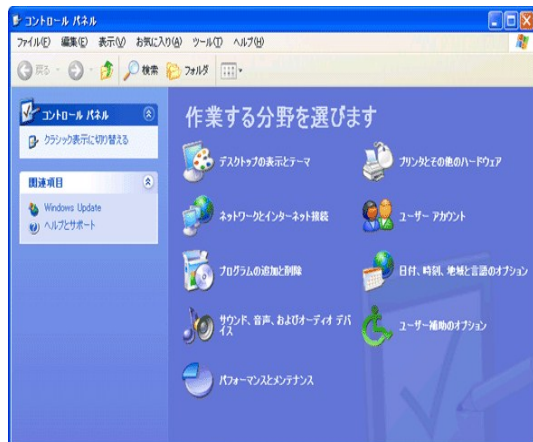 コントロール パネル
ファイル(F) 編集(E) 表示(V) お気に入り(A) ツール(T) ヘルプ(H)
戻る 検索 フォルダ
コントロール パネル
クラシック表示に切り替える
関連項目
Windows Update
ヘルプとサポート
作業する分野を選びます
デスクトップの表示とテーマ
プリンタとその他のハードウェア
ネットワークとインターネット接続
ユーザー アカウント
プログラムの追加と削除
日付、時刻、地域と言語のオプション
サウンド、音声、およびオーディオ デバ
イス
ユーザー補助のオプション
パフォーマンスとメンテナンス